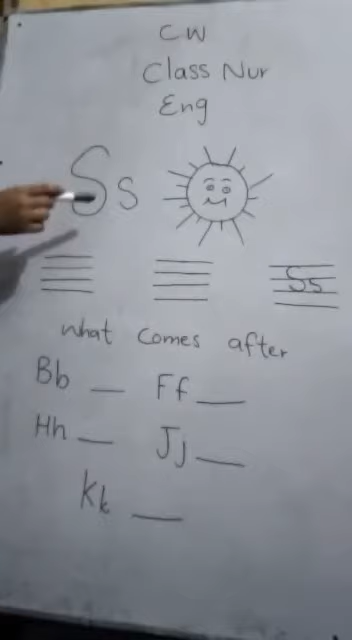 CW
Class Nur
Eng
Ss
Ss
what comes after
Bb __ Ff __
Hh __ Jj __
Kk __